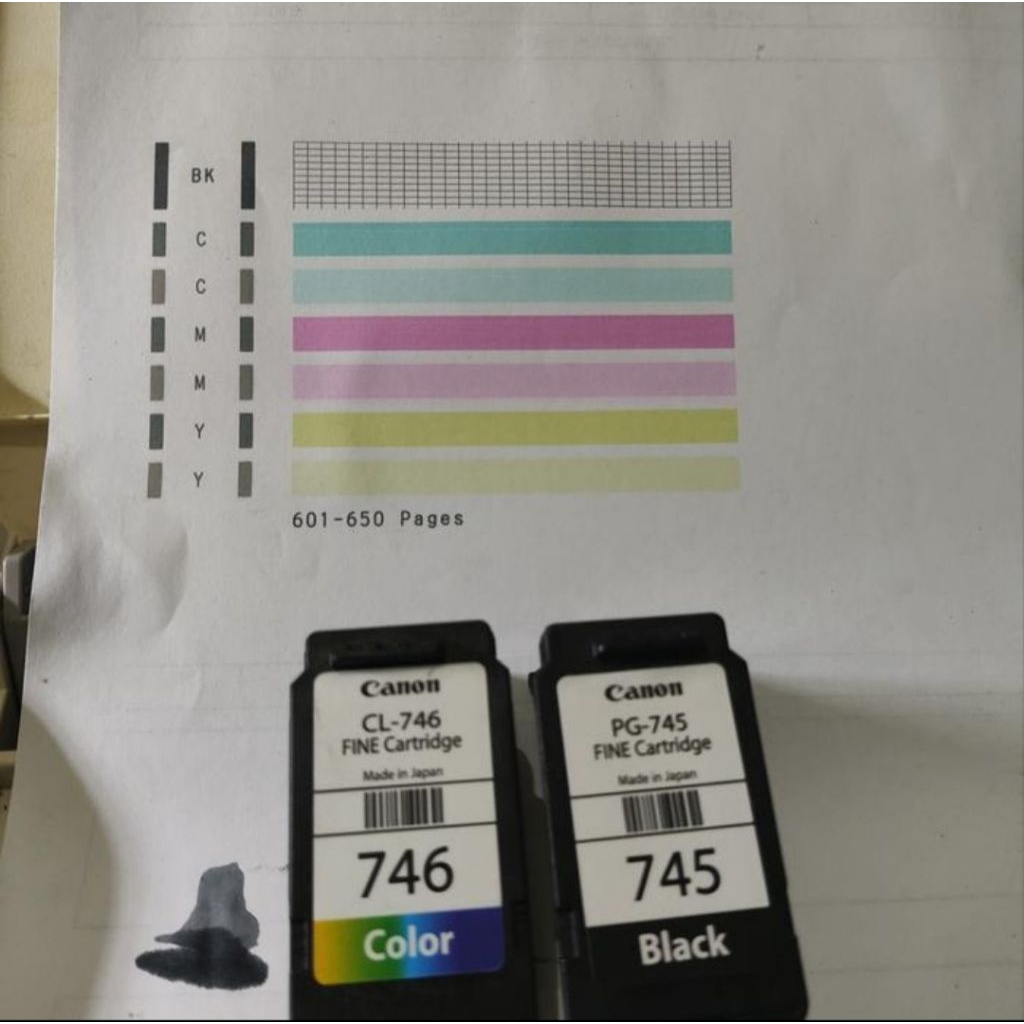 BK
C
C
M
M
Y
Y
601-650 Pages
Canon
CL-746
FINE Cartridge
Made in Japan
746
Color
Canon
PG-745
FINE Cartridge
Made in Japan
745
Black